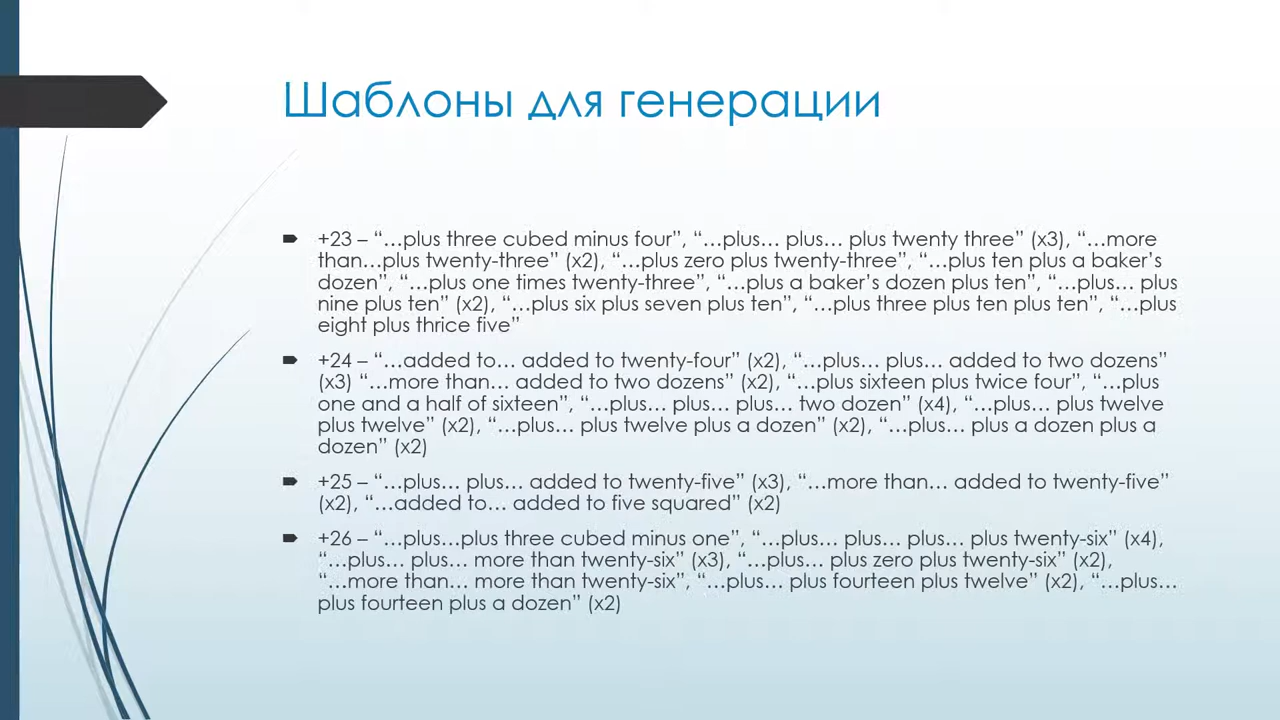 Шаблоны для генерации
+23 – “…plus three cubed minus four”, “…plus… plus… plus twenty three” (x3), “…more
than…plus twenty-three” (x2), “…plus zero plus twenty-three”, “…plus ten plus a baker’s
dozen”, “…plus one times twenty-three”, “…plus a baker’s dozen plus ten”, “…plus… plus
nine plus ten” (x2), “…plus six plus seven plus ten”, “…plus three plus ten plus ten”, “…plus
eight plus thrice five”
+24 – “…added to… added to twenty-four” (x2), “…plus… plus… added to two dozens”
(x3) “…more than… added to two dozens” (x2), “…plus sixteen plus twice four”, “…plus
one and a half of sixteen”, “…plus… plus… plus… two dozen” (x4), “…plus… plus twelve
plus twelve” (x2), “…plus… plus twelve plus a dozen” (x2), “…plus… plus a dozen plus a
dozen” (x2)
+25 – “…plus… plus… added to twenty-five” (x3), “…more than… added to twenty-five”
(x2), “…added to… added to five squared” (x2)
+26 – “…plus…plus three cubed minus one”, “…plus… plus… plus… plus twenty-six” (x4),
“…plus… plus… more than twenty-six” (x3), “…plus… plus zero plus twenty-six” (x2),
“…more than… more than twenty-six”, “…plus… plus fourteen plus twelve” (x2), “…plus…
plus fourteen plus a dozen” (x2)